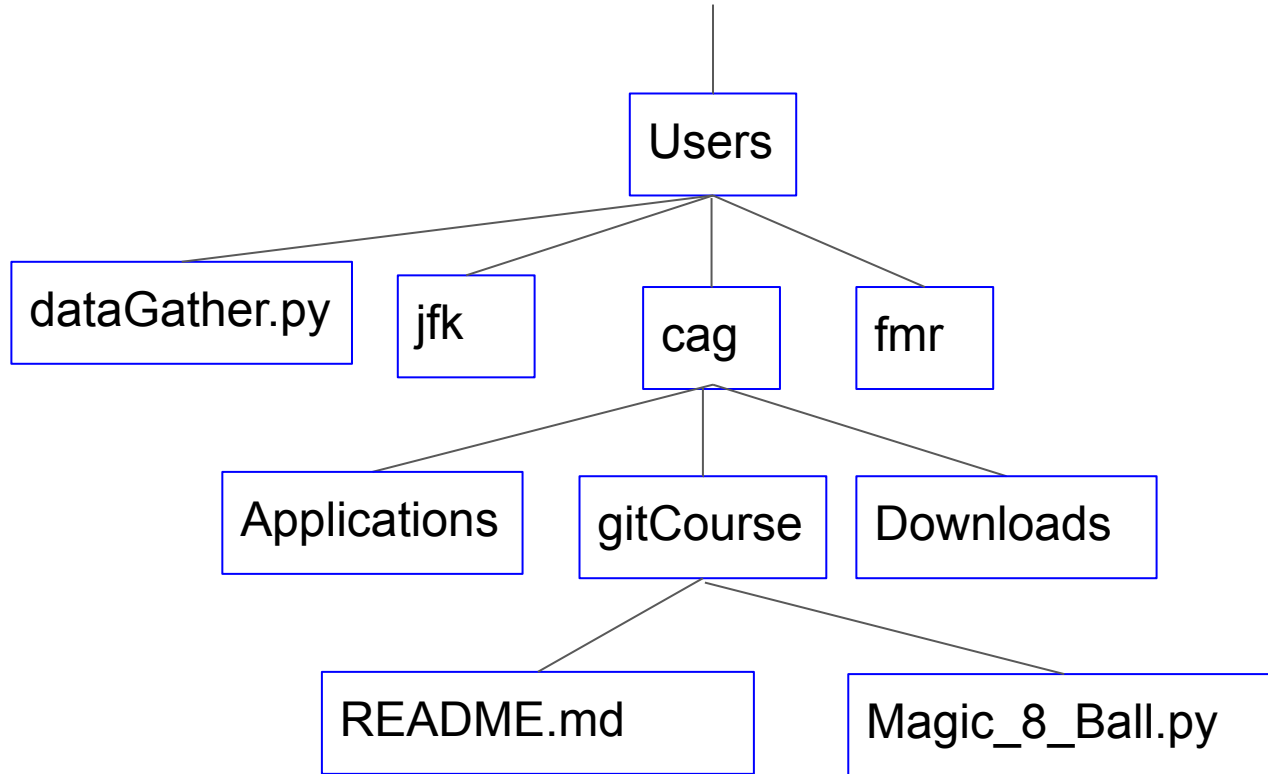 Users
dataGather.py
jfk
cag
fmr
Applications
gitCourse
Downloads
README.md
Magic_8_Ball.py